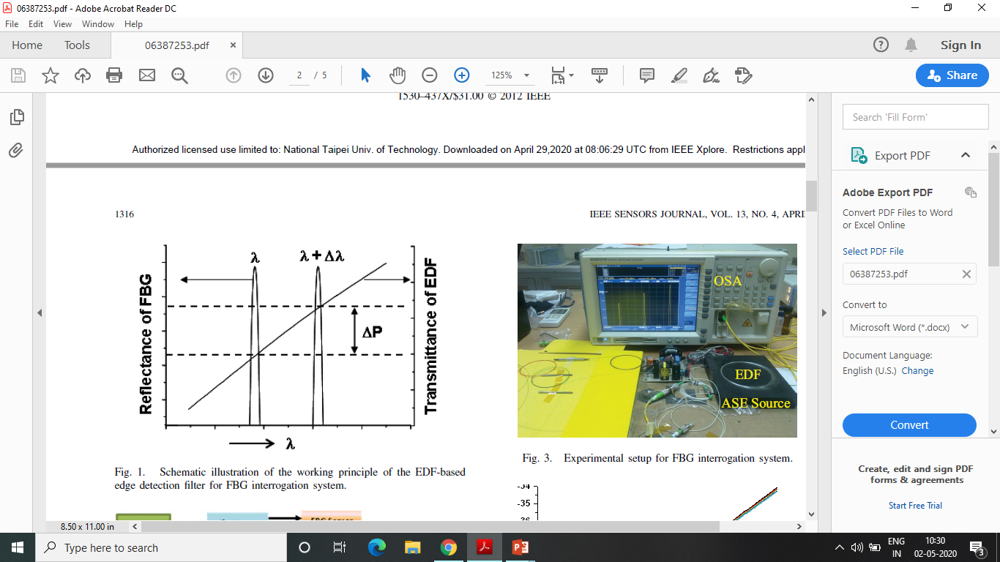 06387253.pdf - Adobe Acrobat Reader DC
File Edit View Window Help
Home Tools 06387253.pdf × Sign In
2 / 5 125% Share
1530–437X/$31.00 © 2012 IEEE
Authorized licensed use limited to: National Taipei Univ. of Technology. Downloaded on April 29,2020 at 08:06:29 UTC from IEEE Xplore. Restrictions appl
1316
IEEE SENSORS JOURNAL, VOL. 13, NO. 4, APRI
Reflectance of FBG
λ
λ + Δλ
ΔP
Transmittance of EDF
λ
Fig. 1. Schematic illustration of the working principle of the EDF-based
edge detection filter for FBG interrogation system.
OSA
EDF
ASE Source
Fig. 3. Experimental setup for FBG interrogation system.
-34
-35
Search 'Fill Form'
Export PDF
Adobe Export PDF
Convert PDF Files to Word
or Excel Online
Select PDF File
06387253.pdf
Convert to
Microsoft Word (*.docx)
Document Language:
English (U.S.) Change
Convert
Create, edit and sign PDF
forms & agreements
Start Free Trial
8.50 x 11.00 in
Type here to search
ENG
IN
10:30
02-05-2020
3